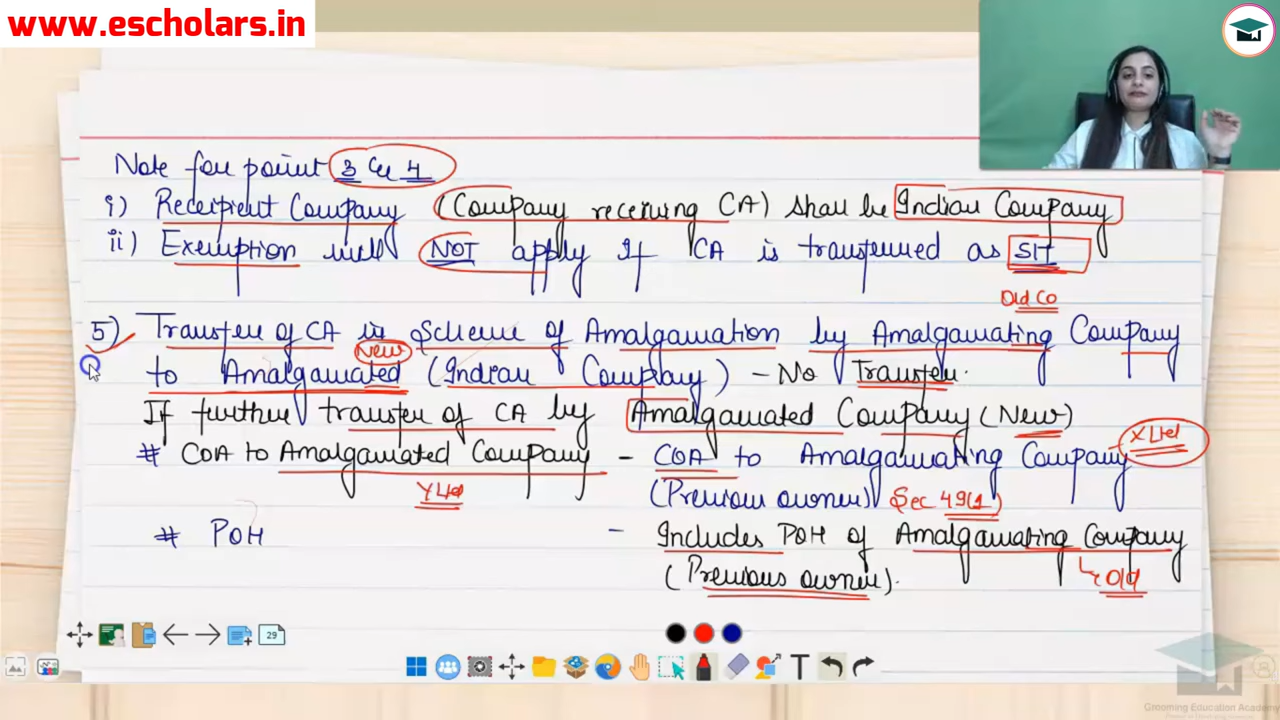 www.escholars.in
Note for point 3 & 4
i) Receipient Company (Company receiving CA) shall be Indian Company
ii) Exemption will NOT apply if CA is transferred as SIT
Old Co
5) Transfer of CA in Scheme of Amalgamation by Amalgamating Company
New
to Amalgamated (Indian Company) - No Transfer.
If further transfer of CA by Amalgamated Company (New)
# COA to Amalgamated Company - COA to Amalgamating Company
X Ltd
Y Ltd
(Previous owner) Sec 49(1)
# POH - Includes POH of Amalgamating Company
(Previous owner).
Old
29
T
Grooming Education Academy